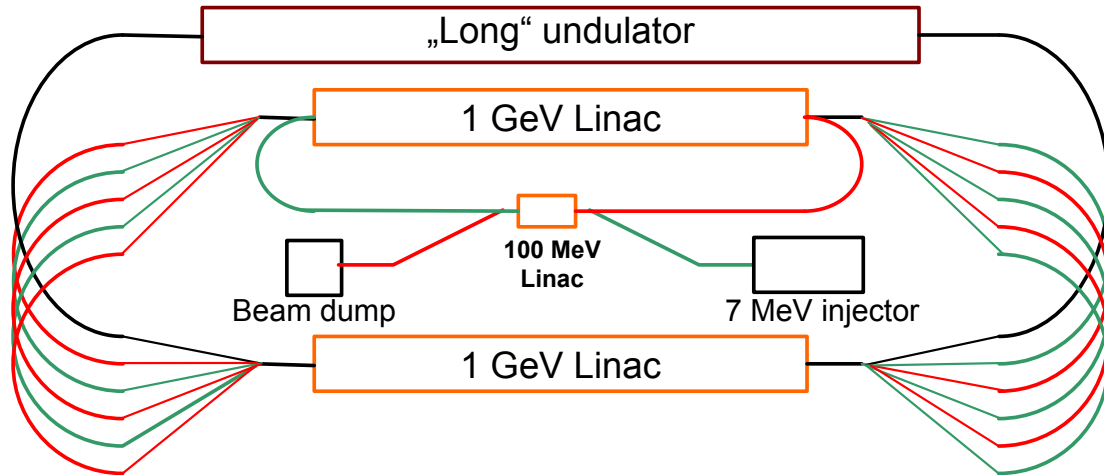 „Long“ undulator
1 GeV Linac
100 MeV
Linac
Beam dump
7 MeV injector
1 GeV Linac